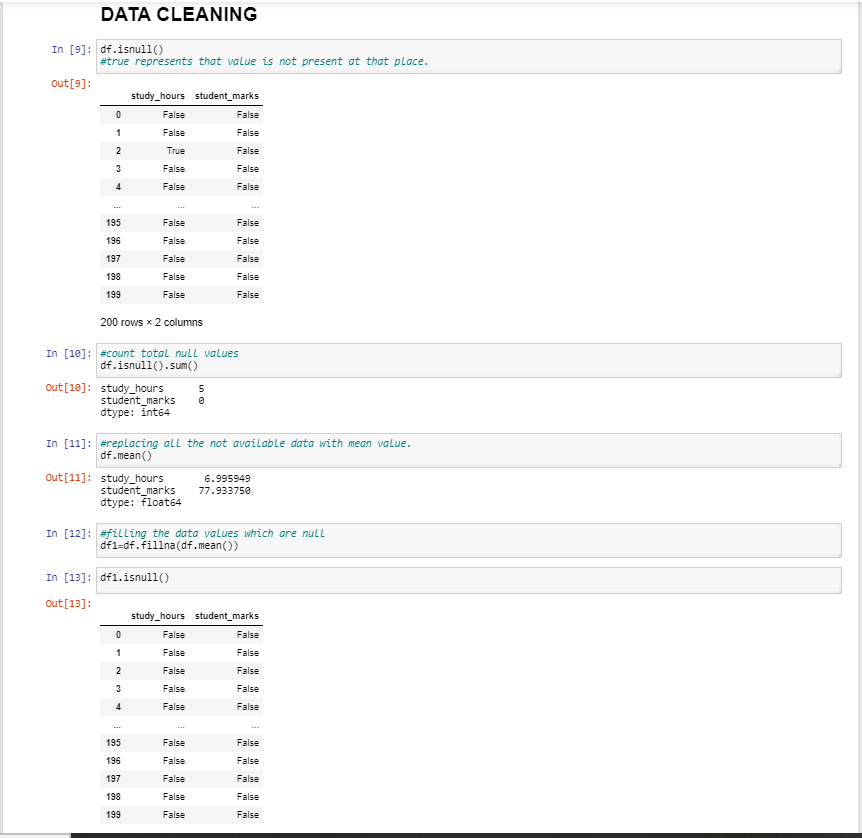 DATA CLEANING
In [9]: df.isnull()
#true represents that value is not present at that place.
Out[9]:
study_hours student_marks
0 False False
1 False False
2 True False
3 False False
4 False False
... ... ...
195 False False
196 False False
197 False False
198 False False
199 False False
200 rows × 2 columns
In [10]: #count total null values
df.isnull().sum()
Out[10]: study_hours 5
student_marks 0
dtype: int64
In [11]: #replacing all the not available data with mean value.
df.mean()
Out[11]: study_hours 6.995949
student_marks 77.933750
dtype: float64
In [12]: #filling the data values which are null
df1=df.fillna(df.mean())
In [13]: df1.isnull()
Out[13]:
study_hours student_marks
0 False False
1 False False
2 False False
3 False False
4 False False
... ... ...
195 False False
196 False False
197 False False
198 False False
199 False False